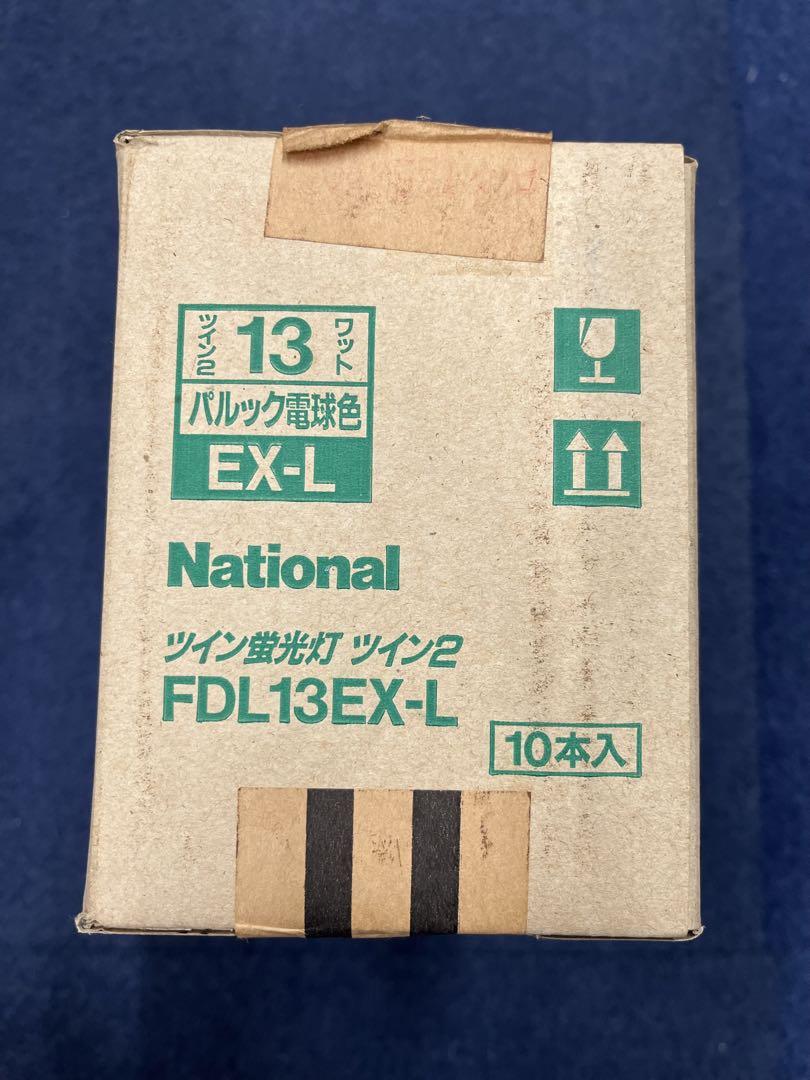 ツイン2
13
ワット
パルック電球色
EX-L
National
ツイン蛍光灯 ツイン2
FDL13EX-L
10本入